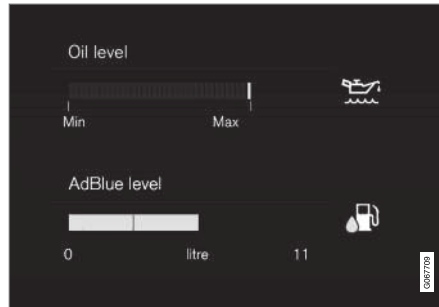 Oil level
Min Max
AdBlue level
0 litre 11
G067709